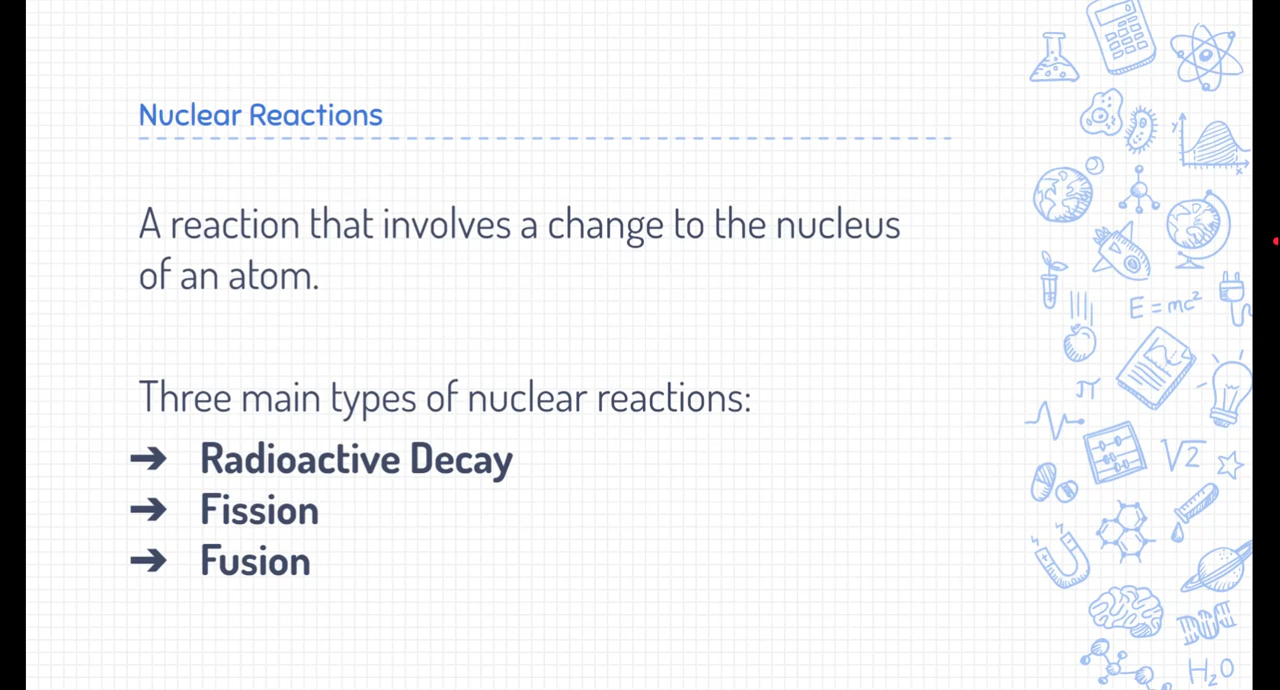 Nuclear Reactions
A reaction that involves a change to the nucleus
of an atom.
Three main types of nuclear reactions:
➔ Radioactive Decay
➔ Fission
➔ Fusion
y
x
E = mc²
π
√2
H₂O